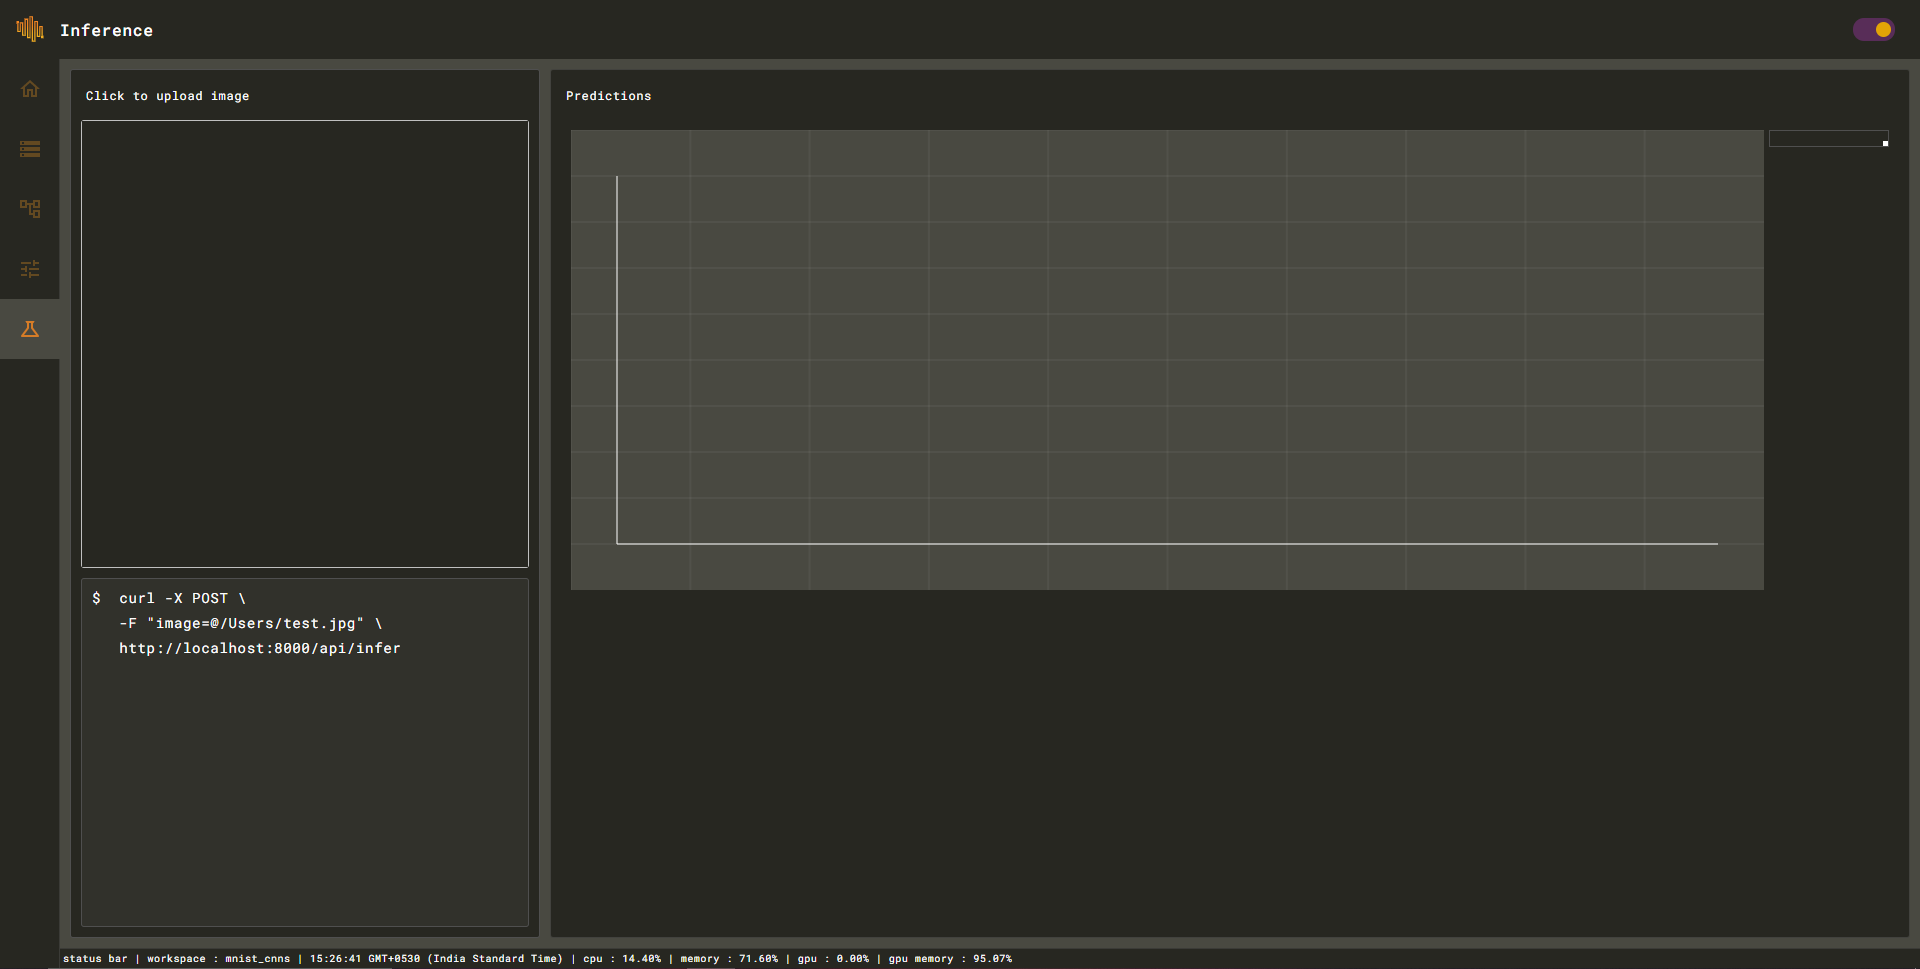 Inference
Click to upload image
$ curl -X POST \
-F "image=@/Users/test.jpg" \
http://localhost:8000/api/infer
Predictions
status bar | workspace : mnist_cnns | 15:26:41 GMT+0530 (India Standard Time) | cpu : 14.40% | memory : 71.60% | gpu : 0.00% | gpu memory : 95.07%